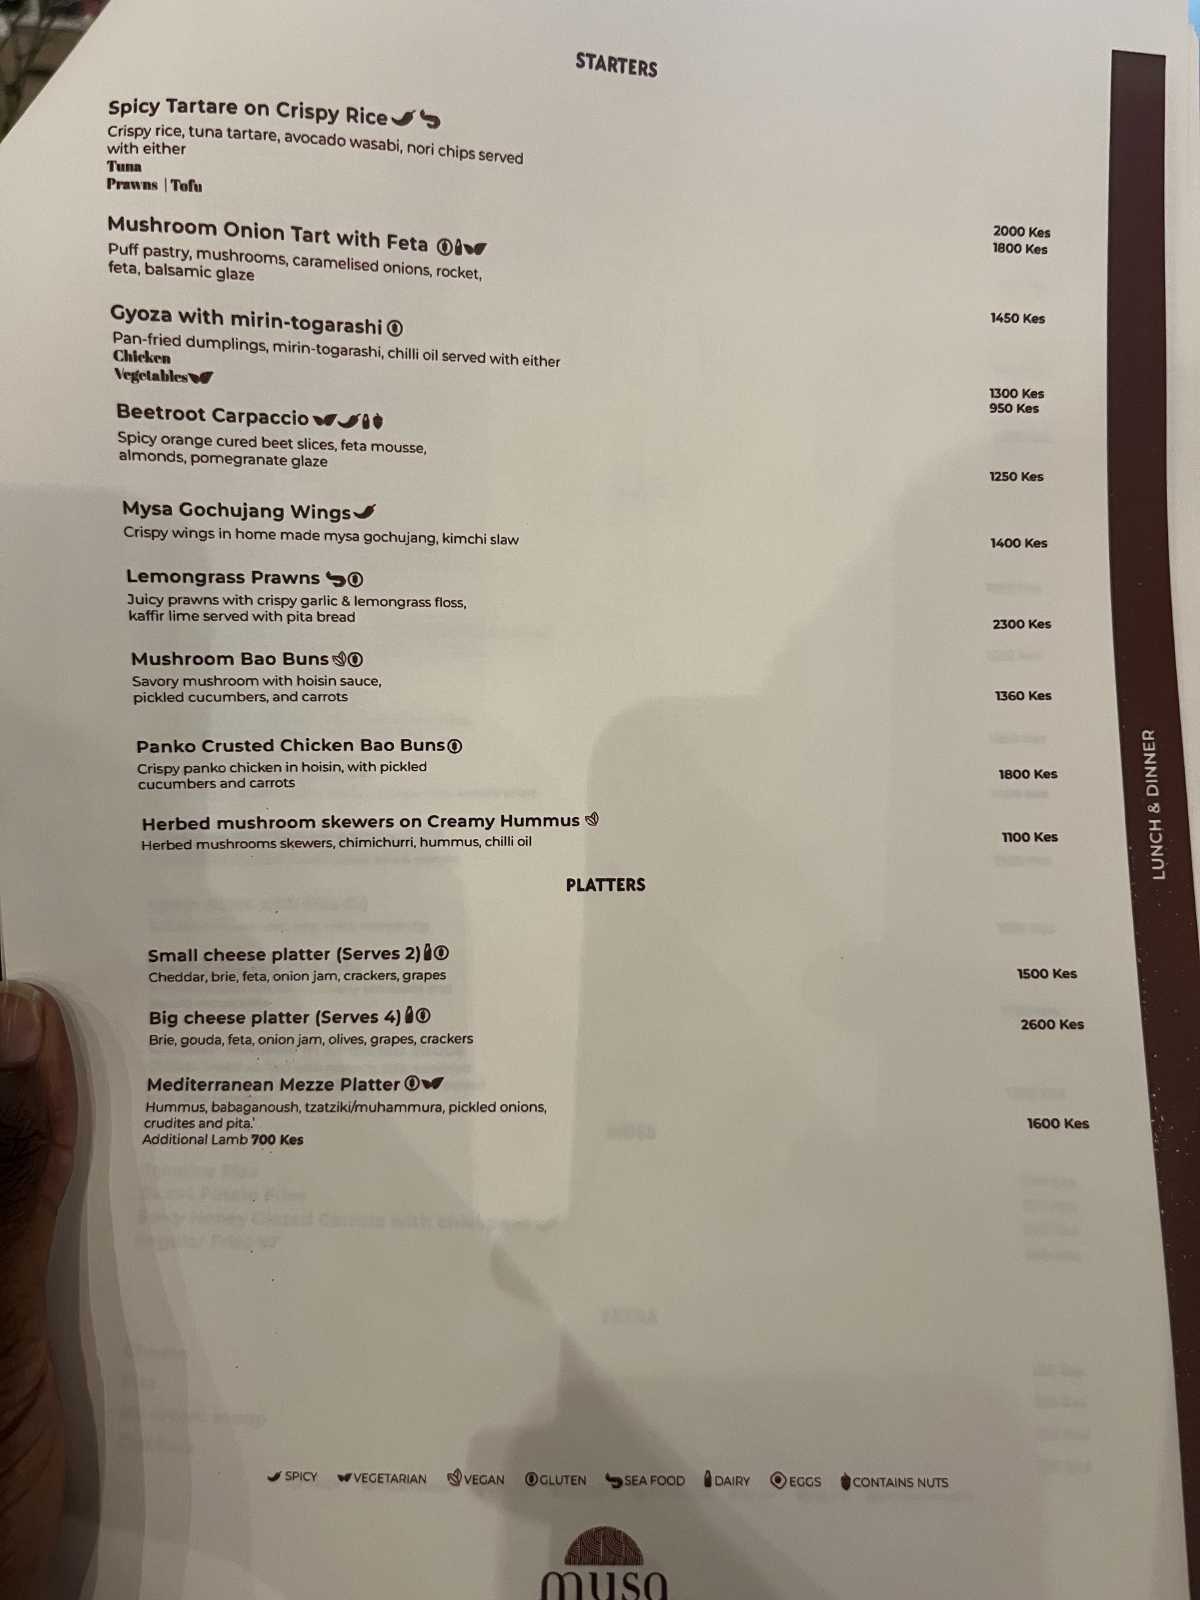 STARTERS
Spicy Tartare on Crispy Rice
Crispy rice, tuna tartare, avocado wasabi, nori chips served
with either
Tuna
2000 Kes
Prawns | Tofu
1800 Kes
Mushroom Onion Tart with Feta
Puff pastry, mushrooms, caramelised onions, rocket,
feta, balsamic glaze
1450 Kes
Gyoza with mirin-togarashi
Pan-fried dumplings, mirin-togarashi, chilli oil served with either
Chicken
1300 Kes
Vegetables
950 Kes
Beetroot Carpaccio
Spicy orange cured beet slices, feta mousse,
almonds, pomegranate glaze
1250 Kes
Mysa Gochujang Wings
Crispy wings in home made mysa gochujang, kimchi slaw
1400 Kes
Lemongrass Prawns
Juicy prawns with crispy garlic & lemongrass floss,
kaffir lime served with pita bread
2300 Kes
Mushroom Bao Buns
Savory mushroom with hoisin sauce,
pickled cucumbers, and carrots
1360 Kes
Panko Crusted Chicken Bao Buns
Crispy panko chicken in hoisin, with pickled
cucumbers and carrots
1800 Kes
Herbed mushroom skewers on Creamy Hummus
Herbed mushrooms skewers, chimichurri, hummus, chilli oil
1100 Kes
PLATTERS
Small cheese platter (Serves 2)
Cheddar, brie, feta, onion jam, crackers, grapes
1500 Kes
Big cheese platter (Serves 4)
Brie, gouda, feta, onion jam, olives, grapes, crackers
2600 Kes
Mediterranean Mezze Platter
Hummus, babaganoush, tzatziki/muhammura, pickled onions,
crudites and pita.'
1600 Kes
Additional Lamb 700 Kes
LUNCH & DINNER
SPICY VEGETARIAN VEGAN GLUTEN SEA FOOD DAIRY EGGS CONTAINS NUTS